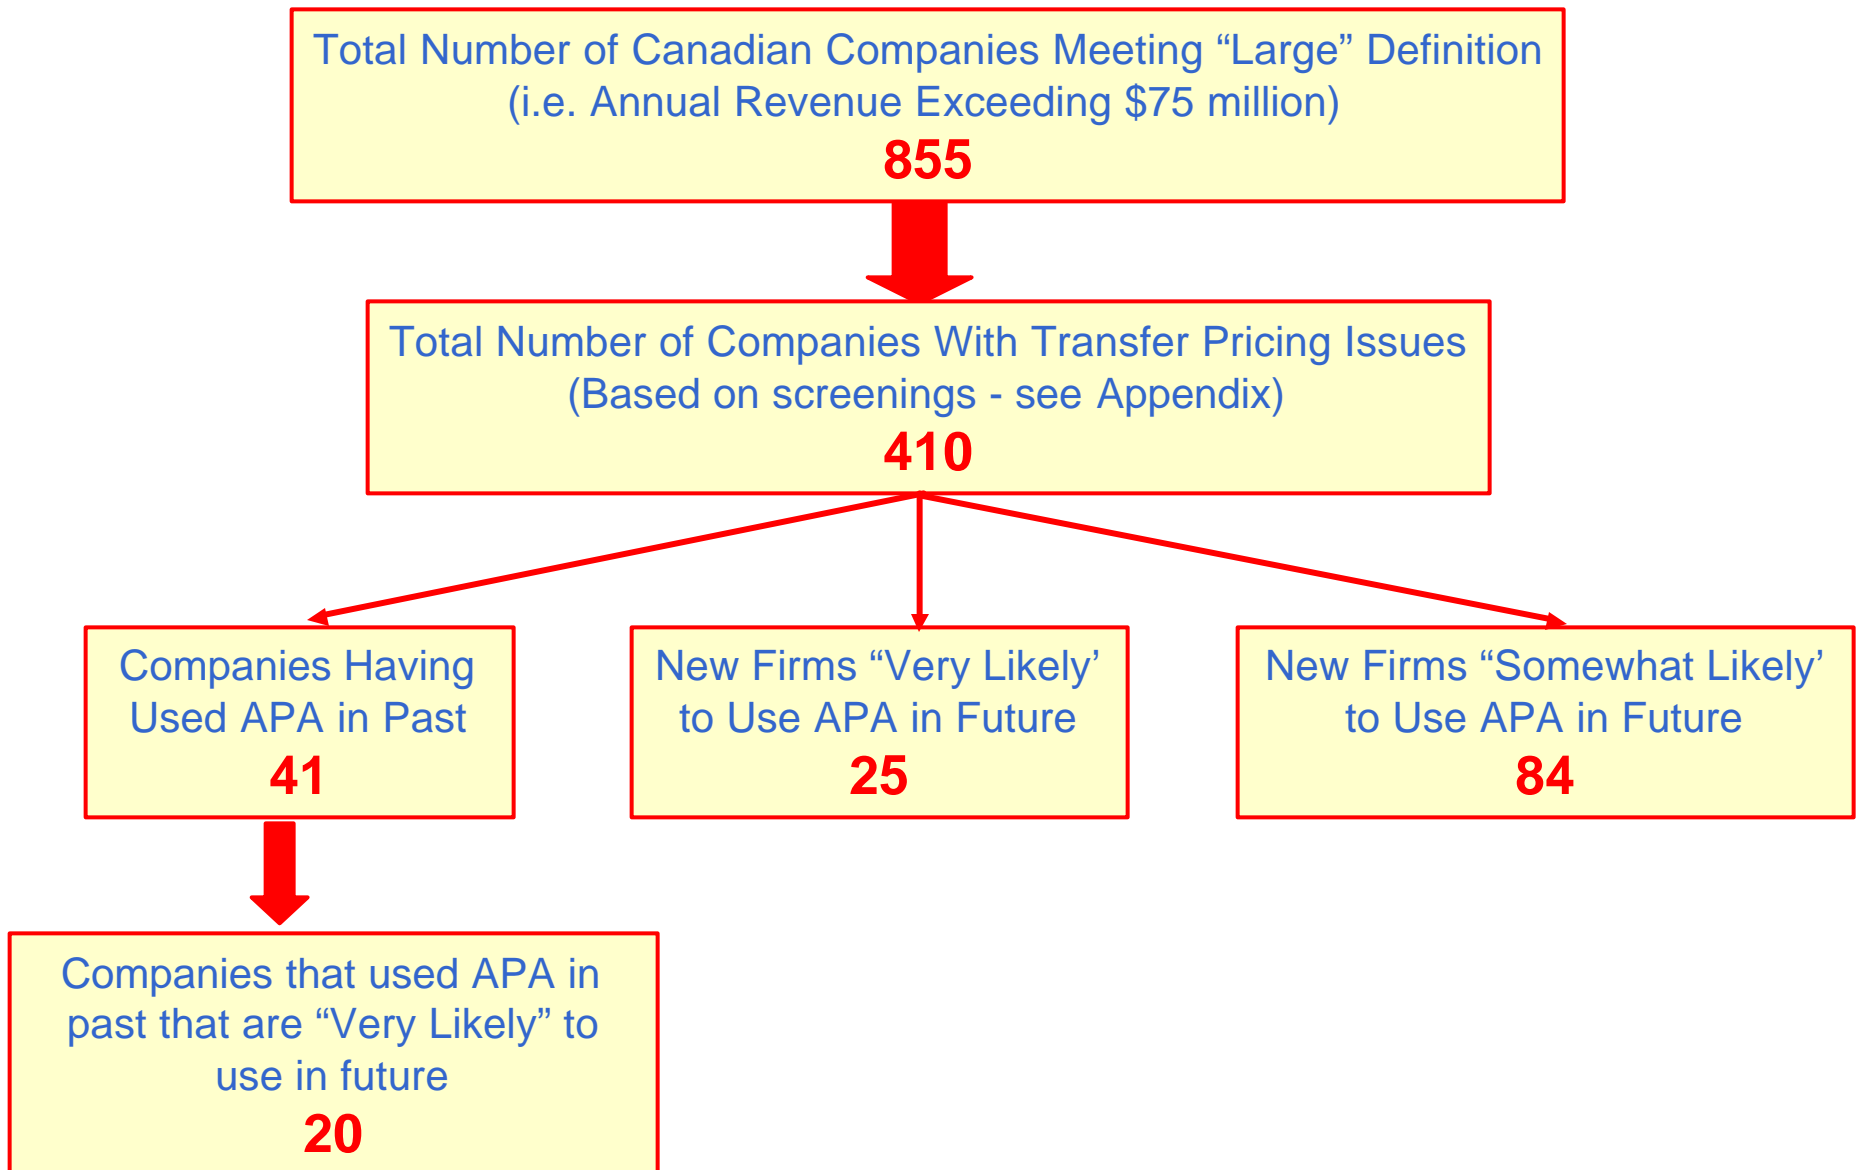 Total Number of Canadian Companies Meeting “Large” Definition
(i.e. Annual Revenue Exceeding $75 million)
855
Total Number of Companies With Transfer Pricing Issues
(Based on screenings - see Appendix)
410
Companies Having
Used APA in Past
41
New Firms “Very Likely’
to Use APA in Future
25
New Firms “Somewhat Likely’
to Use APA in Future
84
Companies that used APA in
past that are “Very Likely” to
use in future
20